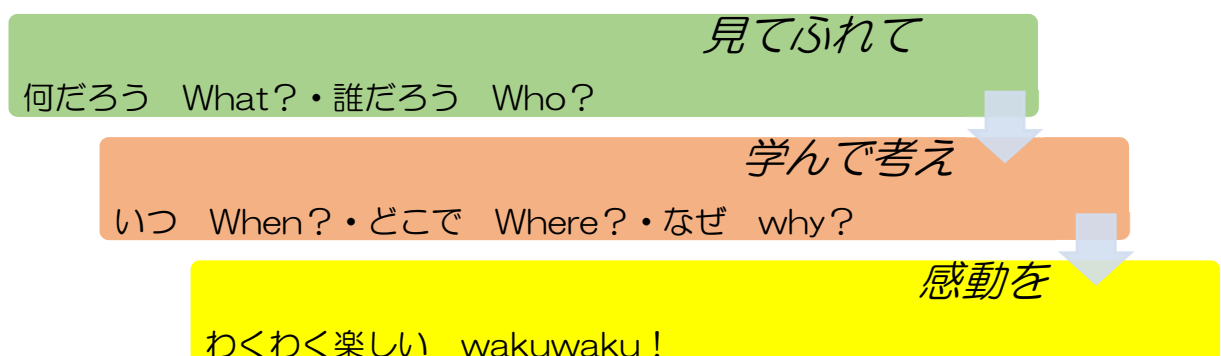 見てふれて
何だろう　What？・誰だろう　Who？
学んで考え
いつ　When？・どこで　Where？・なぜ　why？
感動を
わくわく楽しい　wakuwaku！